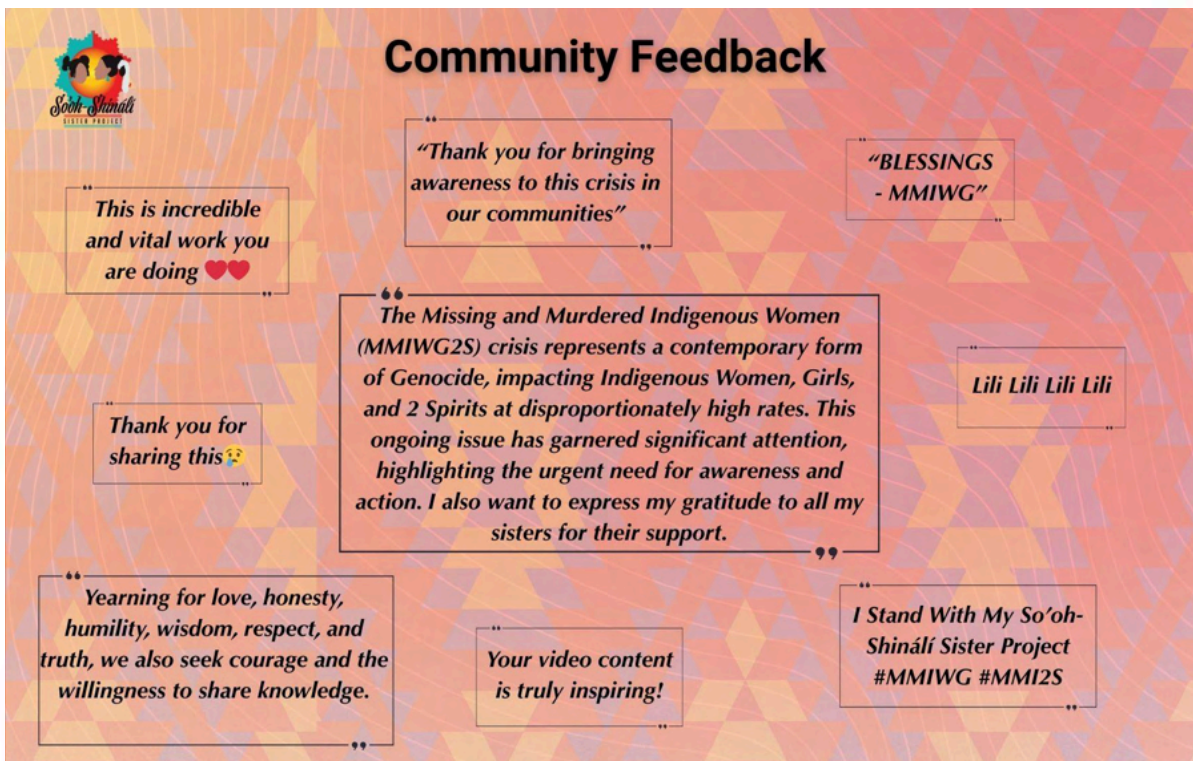 So'oh-Shinálí
SISTER PROJECT
Community Feedback
“Thank you for bringing
awareness to this crisis in
our communities”
“BLESSINGS
- MMIWG”
This is incredible
and vital work you
are doing ❤️❤️
The Missing and Murdered Indigenous Women
(MMIWG2S) crisis represents a contemporary form
of Genocide, impacting Indigenous Women, Girls,
and 2 Spirits at disproportionately high rates. This
ongoing issue has garnered significant attention,
highlighting the urgent need for awareness and
action. I also want to express my gratitude to all my
sisters for their support.
Lili Lili Lili Lili
Thank you for
sharing this😢
Yearning for love, honesty,
humility, wisdom, respect, and
truth, we also seek courage and the
willingness to share knowledge.
Your video content
is truly inspiring!
I Stand With My So’oh-
Shinálí Sister Project
#MMIWG #MMI2S